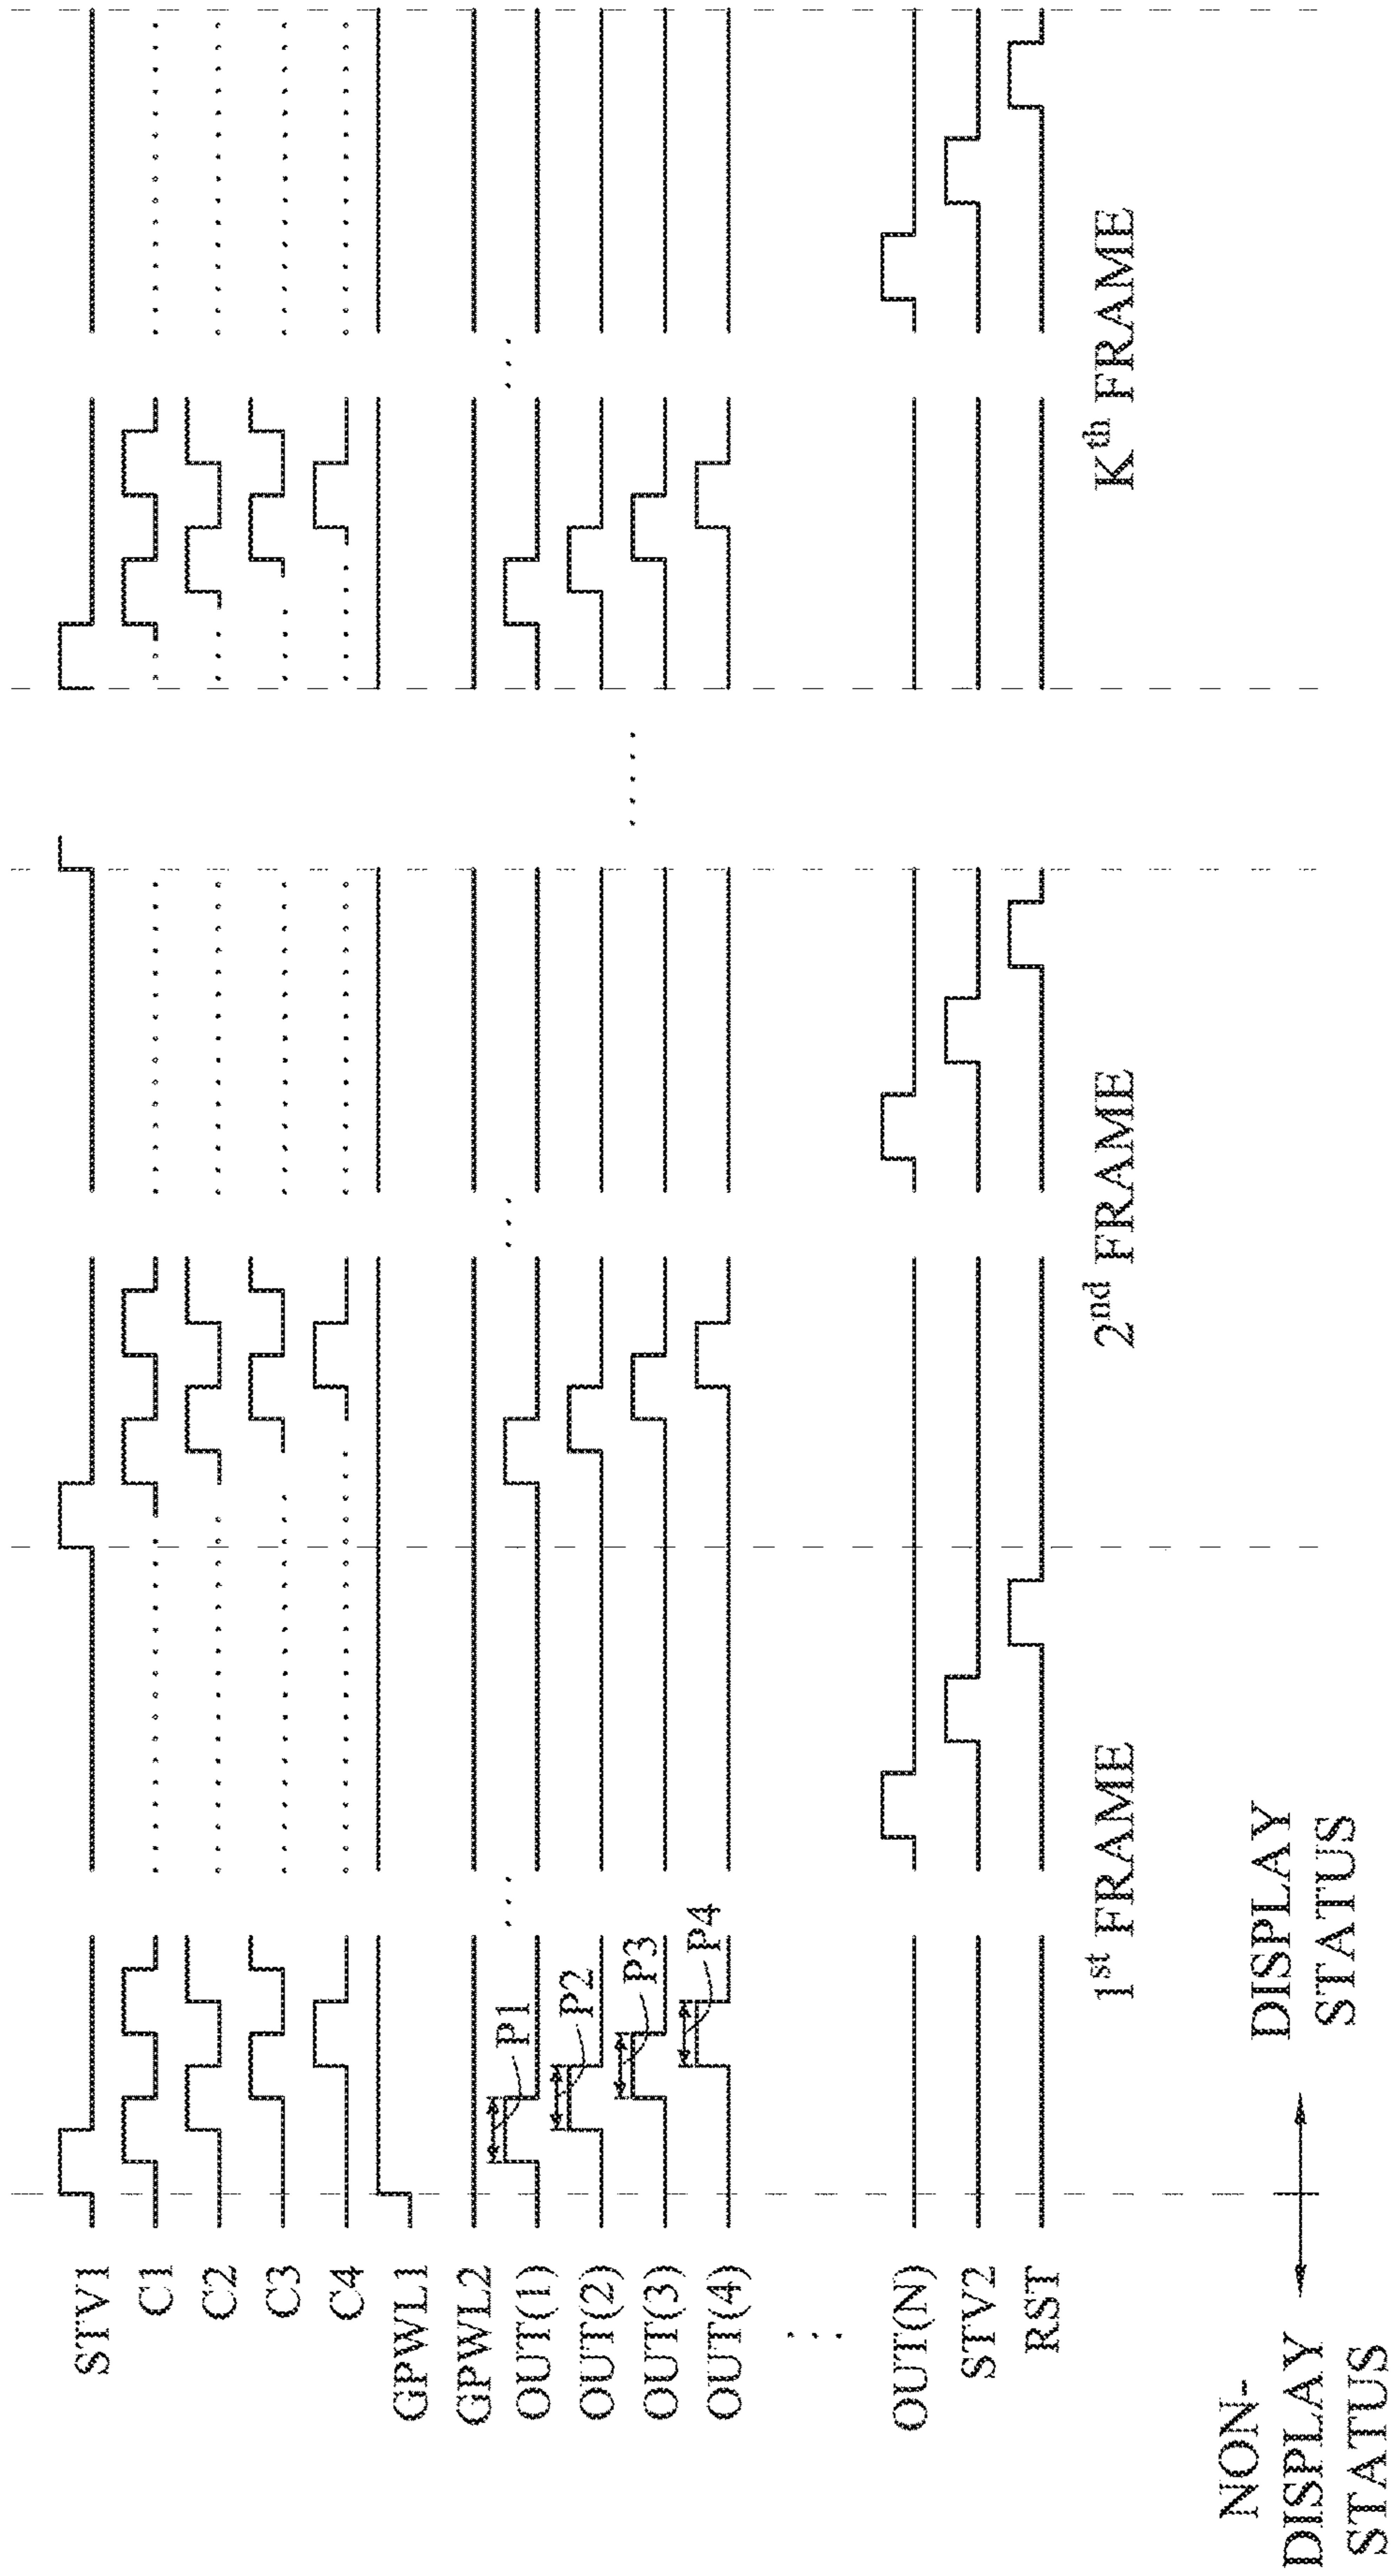 STV1
C1
C2
C3
C4
GPWL1
GPWL2
OUT(1)
OUT(2)
OUT(3)
OUT(4)
P1
P2
P3
P4
OUT(N)
STV2
RST
1st FRAME
2nd FRAME
Kth FRAME
NON-
DISPLAY
STATUS
DISPLAY
STATUS